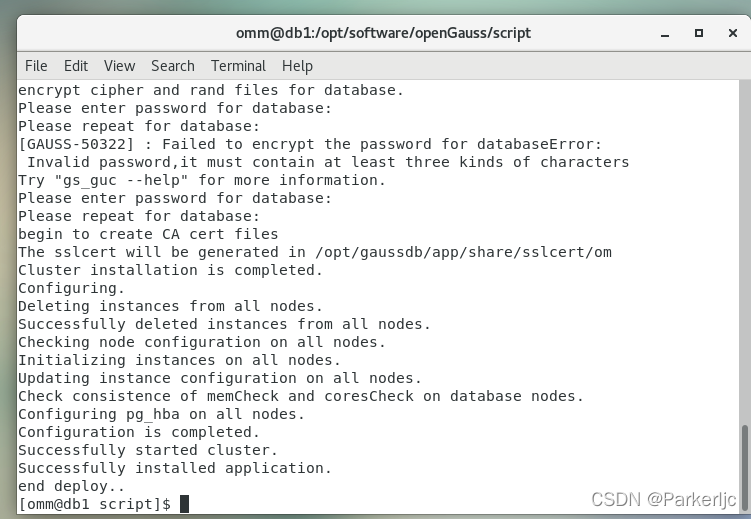 omm@db1:/opt/software/openGauss/script
File Edit View Search Terminal Help
encrypt cipher and rand files for database.
Please enter password for database:
Please repeat for database:
[GAUSS-50322] : Failed to encrypt the password for databaseError:
 Invalid password,it must contain at least three kinds of characters
Try "gs_guc --help" for more information.
Please enter password for database:
Please repeat for database:
begin to create CA cert files
The sslcert will be generated in /opt/gaussdb/app/share/sslcert/om
Cluster installation is completed.
Configuring.
Deleting instances from all nodes.
Successfully deleted instances from all nodes.
Checking node configuration on all nodes.
Initializing instances on all nodes.
Updating instance configuration on all nodes.
Check consistence of memCheck and coresCheck on database nodes.
Configuring pg_hba on all nodes.
Configuration is completed.
Successfully started cluster.
Successfully installed application.
end deploy..
[omm@db1 script]$
CSDN @Parkerljc